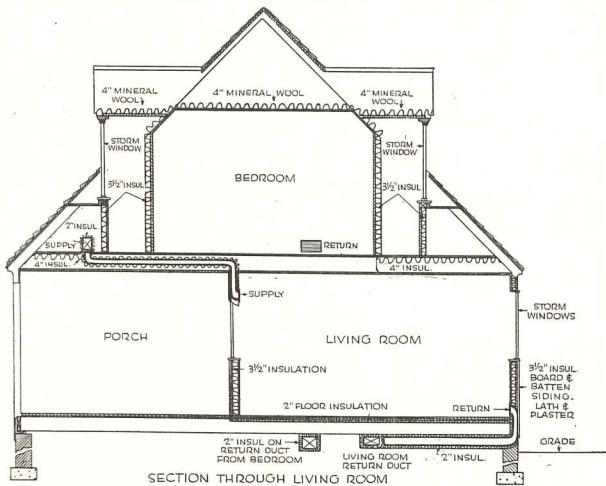 4" MINERAL
WOOL
4" MINERAL WOOL
4" MINERAL
WOOL
STORM
WINDOW
STORM
WINDOW
3½" INSUL
BEDROOM
3½" INSUL
2" INSUL
SUPPLY
RETURN
4" INSUL.
4" INSUL.
SUPPLY
STORM
WINDOWS
PORCH
LIVING ROOM
3½" INSULATION
3½" INSUL.
BOARD &
BATTEN
SIDING.
LATH &
PLASTER
2" FLOOR INSULATION
RETURN
2" INSUL ON
RETURN DUCT
FROM BEDROOM
LIVING ROOM
RETURN DUCT
2" INSUL.
GRADE
SECTION THROUGH LIVING ROOM